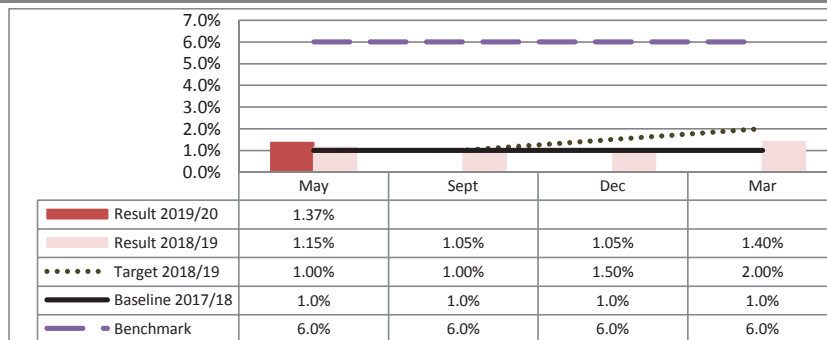 7.0%
6.0%
5.0%
4.0%
3.0%
2.0%
1.0%
0.0%
May Sept Dec Mar
Result 2019/20 1.37%
Result 2018/19 1.15% 1.05% 1.05% 1.40%
Target 2018/19 1.00% 1.00% 1.50% 2.00%
Baseline 2017/18 1.0% 1.0% 1.0% 1.0%
Benchmark 6.0% 6.0% 6.0% 6.0%